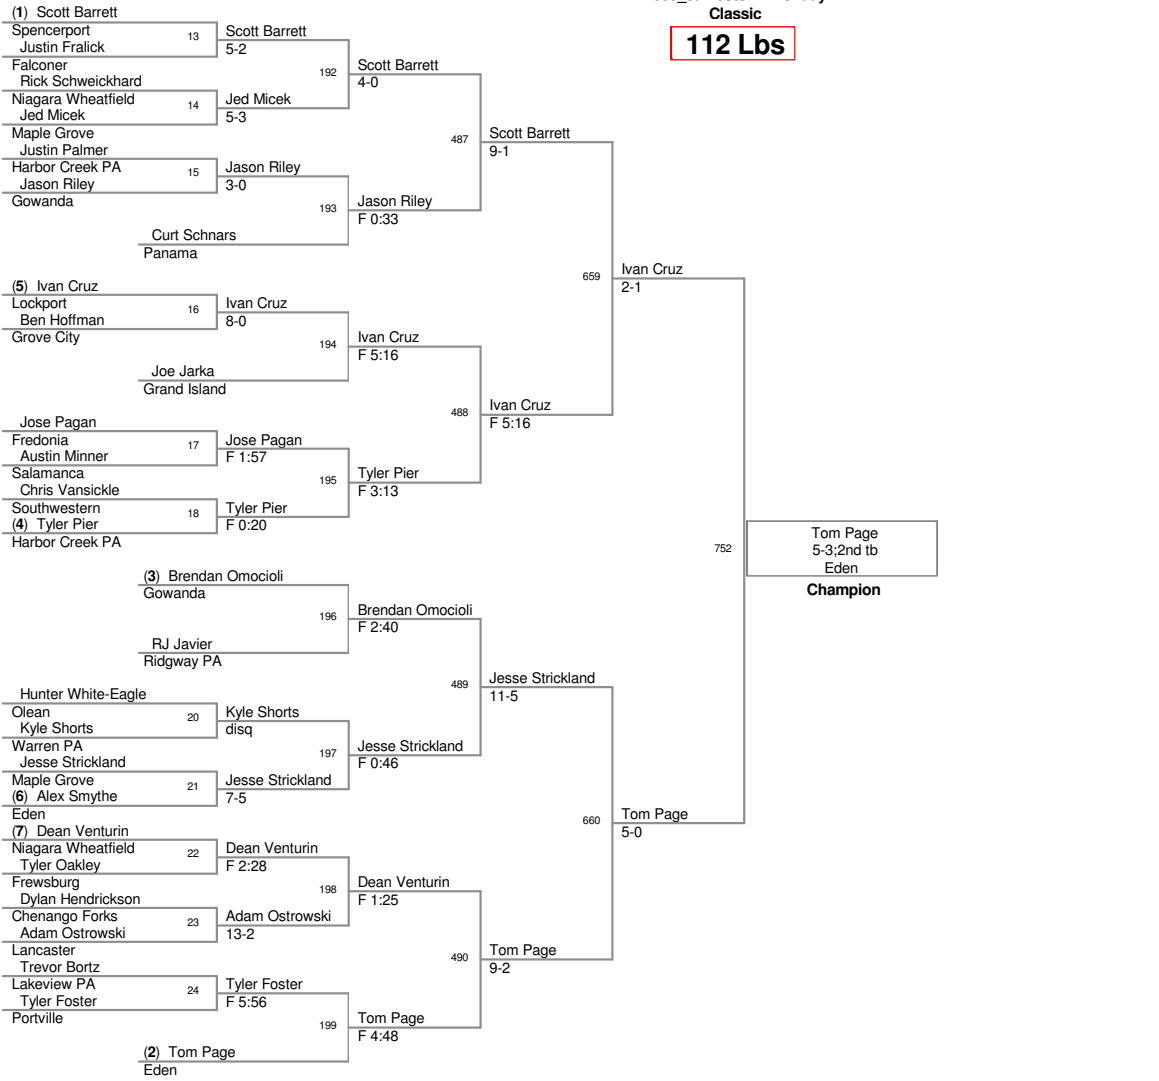 Classic
112 Lbs
(1) Scott Barrett
Spencerport
13
Justin Fralick
Falconer
Scott Barrett
5-2
Rick Schweickhard
Niagara Wheatfield
14
Jed Micek
Maple Grove
Jed Micek
5-3
192
Scott Barrett
4-0
Justin Palmer
Harbor Creek PA
15
Jason Riley
Gowanda
Jason Riley
3-0
193
Curt Schnars
Panama
Jason Riley
F 0:33
487
Scott Barrett
9-1
(5) Ivan Cruz
Lockport
16
Ben Hoffman
Grove City
Ivan Cruz
8-0
194
Joe Jarka
Grand Island
Ivan Cruz
F 5:16
Jose Pagan
Fredonia
17
Austin Minner
Salamanca
Jose Pagan
F 1:57
Chris Vansickle
Southwestern
18
(4) Tyler Pier
Harbor Creek PA
Tyler Pier
F 0:20
195
Tyler Pier
F 3:13
488
Ivan Cruz
F 5:16
659
Ivan Cruz
2-1
(3) Brendan Omocioli
Gowanda
196
RJ Javier
Ridgway PA
Brendan Omocioli
F 2:40
Hunter White-Eagle
Olean
20
Kyle Shorts
Warren PA
Kyle Shorts
disq
Jesse Strickland
Maple Grove
21
(6) Alex Smythe
Eden
Jesse Strickland
7-5
197
Jesse Strickland
F 0:46
489
Jesse Strickland
11-5
(7) Dean Venturin
Niagara Wheatfield
22
Tyler Oakley
Frewsburg
Dean Venturin
F 2:28
Dylan Hendrickson
Chenango Forks
23
Adam Ostrowski
Lancaster
Adam Ostrowski
13-2
198
Dean Venturin
F 1:25
Trevor Bortz
Lakeview PA
24
Tyler Foster
Portville
Tyler Foster
F 5:56
199
(2) Tom Page
Eden
Tom Page
F 4:48
490
Tom Page
9-2
660
Tom Page
5-0
752
Tom Page
5-3;2nd tb
Eden
Champion